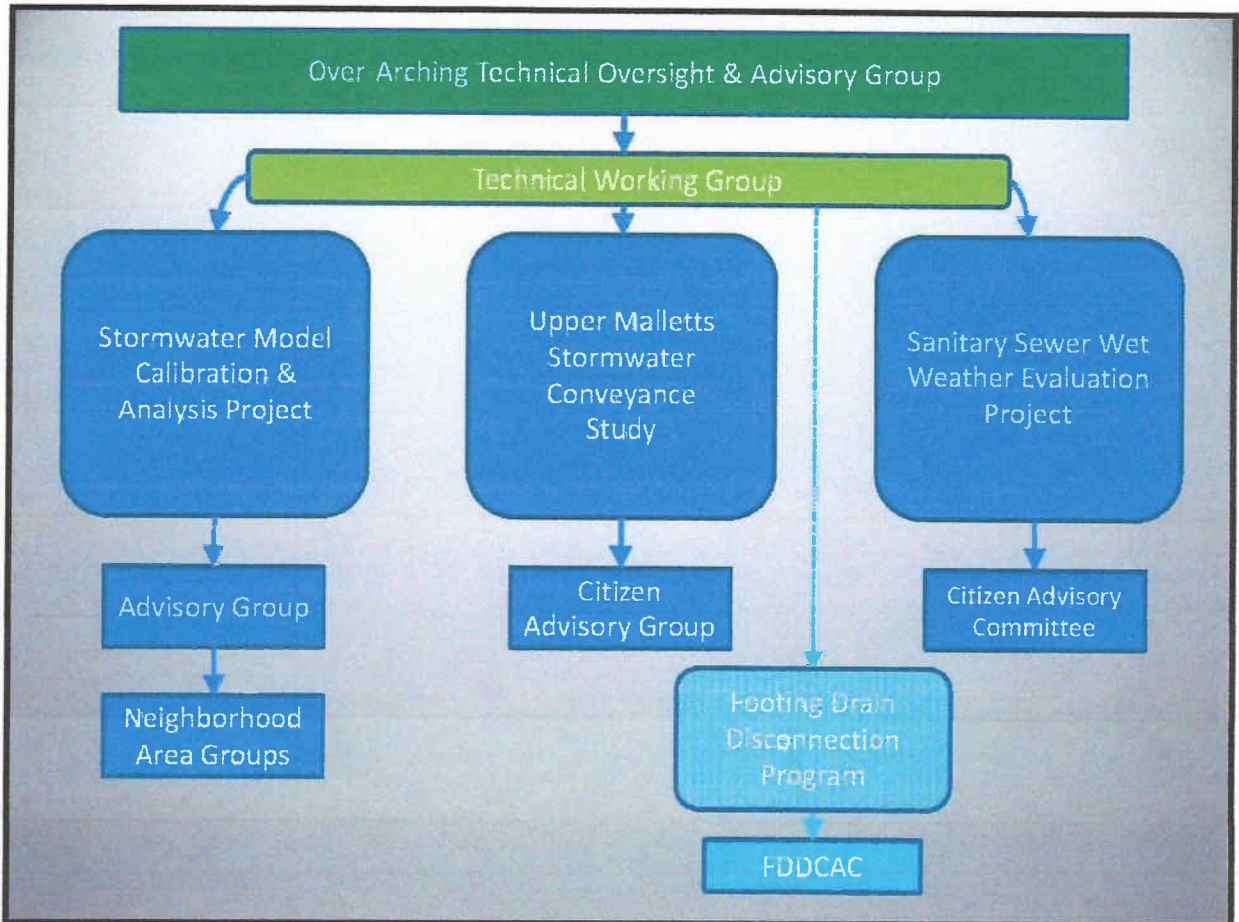 Over Arching Technical Oversight & Advisory Group
Technical Working Group
Stormwater Model
Calibration &
Analysis Project
Upper Malletts
Stormwater
Conveyance
Study
Sanitary Sewer Wet
Weather Evaluation
Project
Advisory Group
Citizen
Advisory Group
Citizen Advisory
Committee
Neighborhood
Area Groups
Footing Drain
Disconnection
Program
FDDCAC